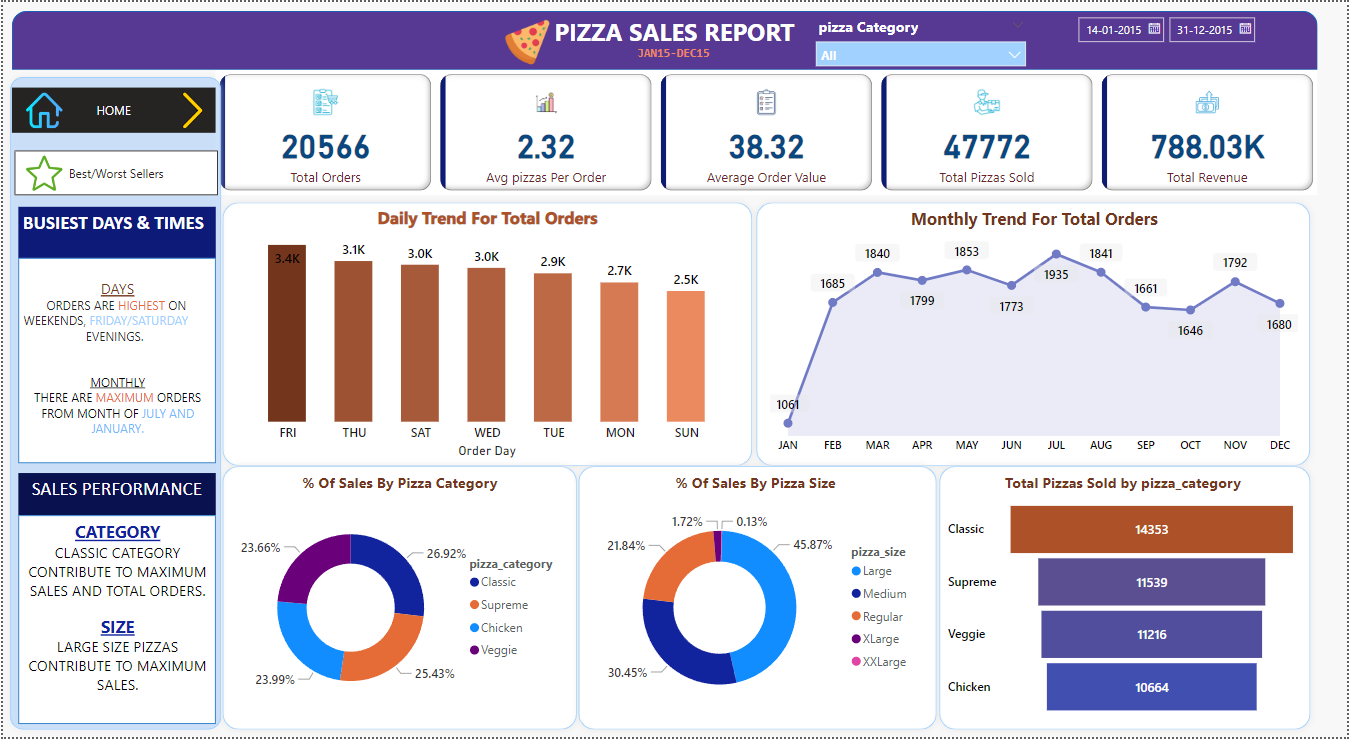 PIZZA SALES REPORT
JAN15-DEC15
pizza Category
All
14-01-2015
31-12-2015
HOME
Best/Worst Sellers
BUSIEST DAYS & TIMES
DAYS
ORDERS ARE HIGHEST ON
WEEKENDS, FRIDAY/SATURDAY
EVENINGS.
MONTHLY
THERE ARE MAXIMUM ORDERS
FROM MONTH OF JULY AND
JANUARY.
SALES PERFORMANCE
CATEGORY
CLASSIC CATEGORY
CONTRIBUTE TO MAXIMUM
SALES AND TOTAL ORDERS.
SIZE
LARGE SIZE PIZZAS
CONTRIBUTE TO MAXIMUM
SALES.
20566
Total Orders
2.32
Avg pizzas Per Order
38.32
Average Order Value
47772
Total Pizzas Sold
788.03K
Total Revenue
Daily Trend For Total Orders
3.4K
3.1K
3.0K
3.0K
2.9K
2.7K
2.5K
FRI THU SAT WED TUE MON SUN
Order Day
Monthly Trend For Total Orders
1061
1685
1840
1799
1853
1773
1935
1841
1661
1646
1792
1680
JAN FEB MAR APR MAY JUN JUL AUG SEP OCT NOV DEC
% Of Sales By Pizza Category
23.66%
26.92%
23.99%
25.43%
pizza_category
Classic
Supreme
Chicken
Veggie
% Of Sales By Pizza Size
1.72%
0.13%
21.84%
45.87%
30.45%
pizza_size
Large
Medium
Regular
XLarge
XXLarge
Total Pizzas Sold by pizza_category
Classic 14353
Supreme 11539
Veggie 11216
Chicken 10664